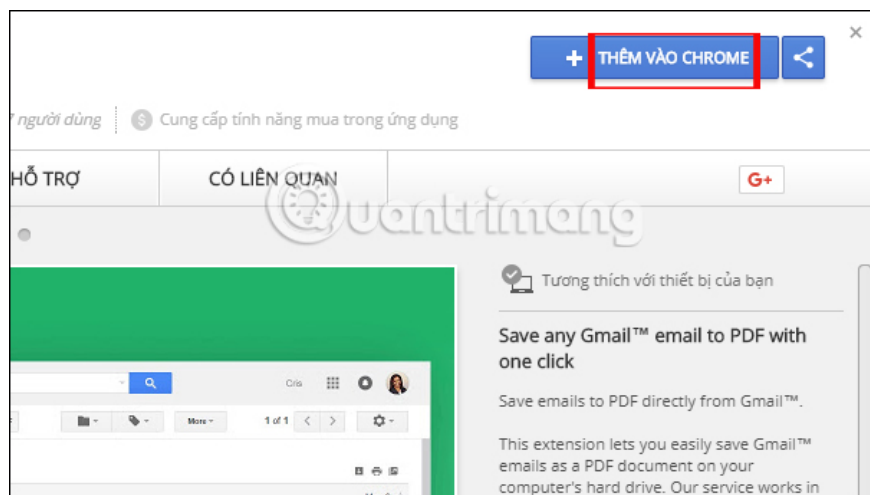 THÊM VÀO CHROME
người dùng
Cung cấp tính năng mua trong ứng dụng
HỖ TRỢ
CÓ LIÊN QUAN
G+
Quantrimang
Tương thích với thiết bị của bạn
Save any Gmail™ email to PDF with
one click
Save emails to PDF directly from Gmail™.
This extension lets you easily save Gmail™
emails as a PDF document on your
computer's hard drive. Our service works in
Cris
More
1 of 1